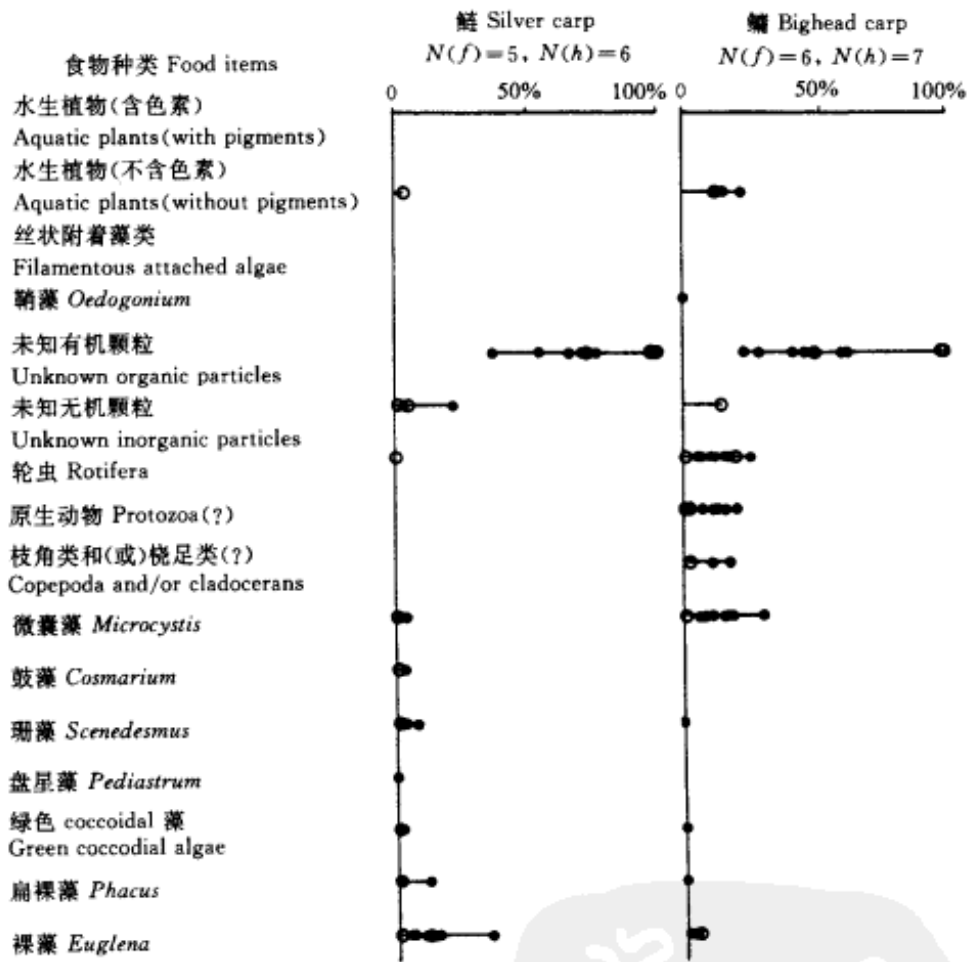 鲢 Silver carp
鳙 Bighead carp
N(f)=5, N(h)=6
N(f)=6, N(h)=7
食物种类 Food items
0 50% 100%
0 50% 100%
水生植物(含色素)
Aquatic plants(with pigments)
水生植物(不含色素)
Aquatic plants(without pigments)
丝状附着藻类
Filamentous attached algae
鞘藻 Oedogonium
未知有机颗粒
Unknown organic particles
未知无机颗粒
Unknown inorganic particles
轮虫 Rotifera
原生动物 Protozoa(?)
枝角类和(或)桡足类(?)
Copepoda and/or cladocerans
微囊藻 Microcystis
鼓藻 Cosmarium
珊藻 Scenedesmus
盘星藻 Pediastrum
绿色 coccoidal 藻
Green coccodial algae
扁裸藻 Phacus
裸藻 Euglena